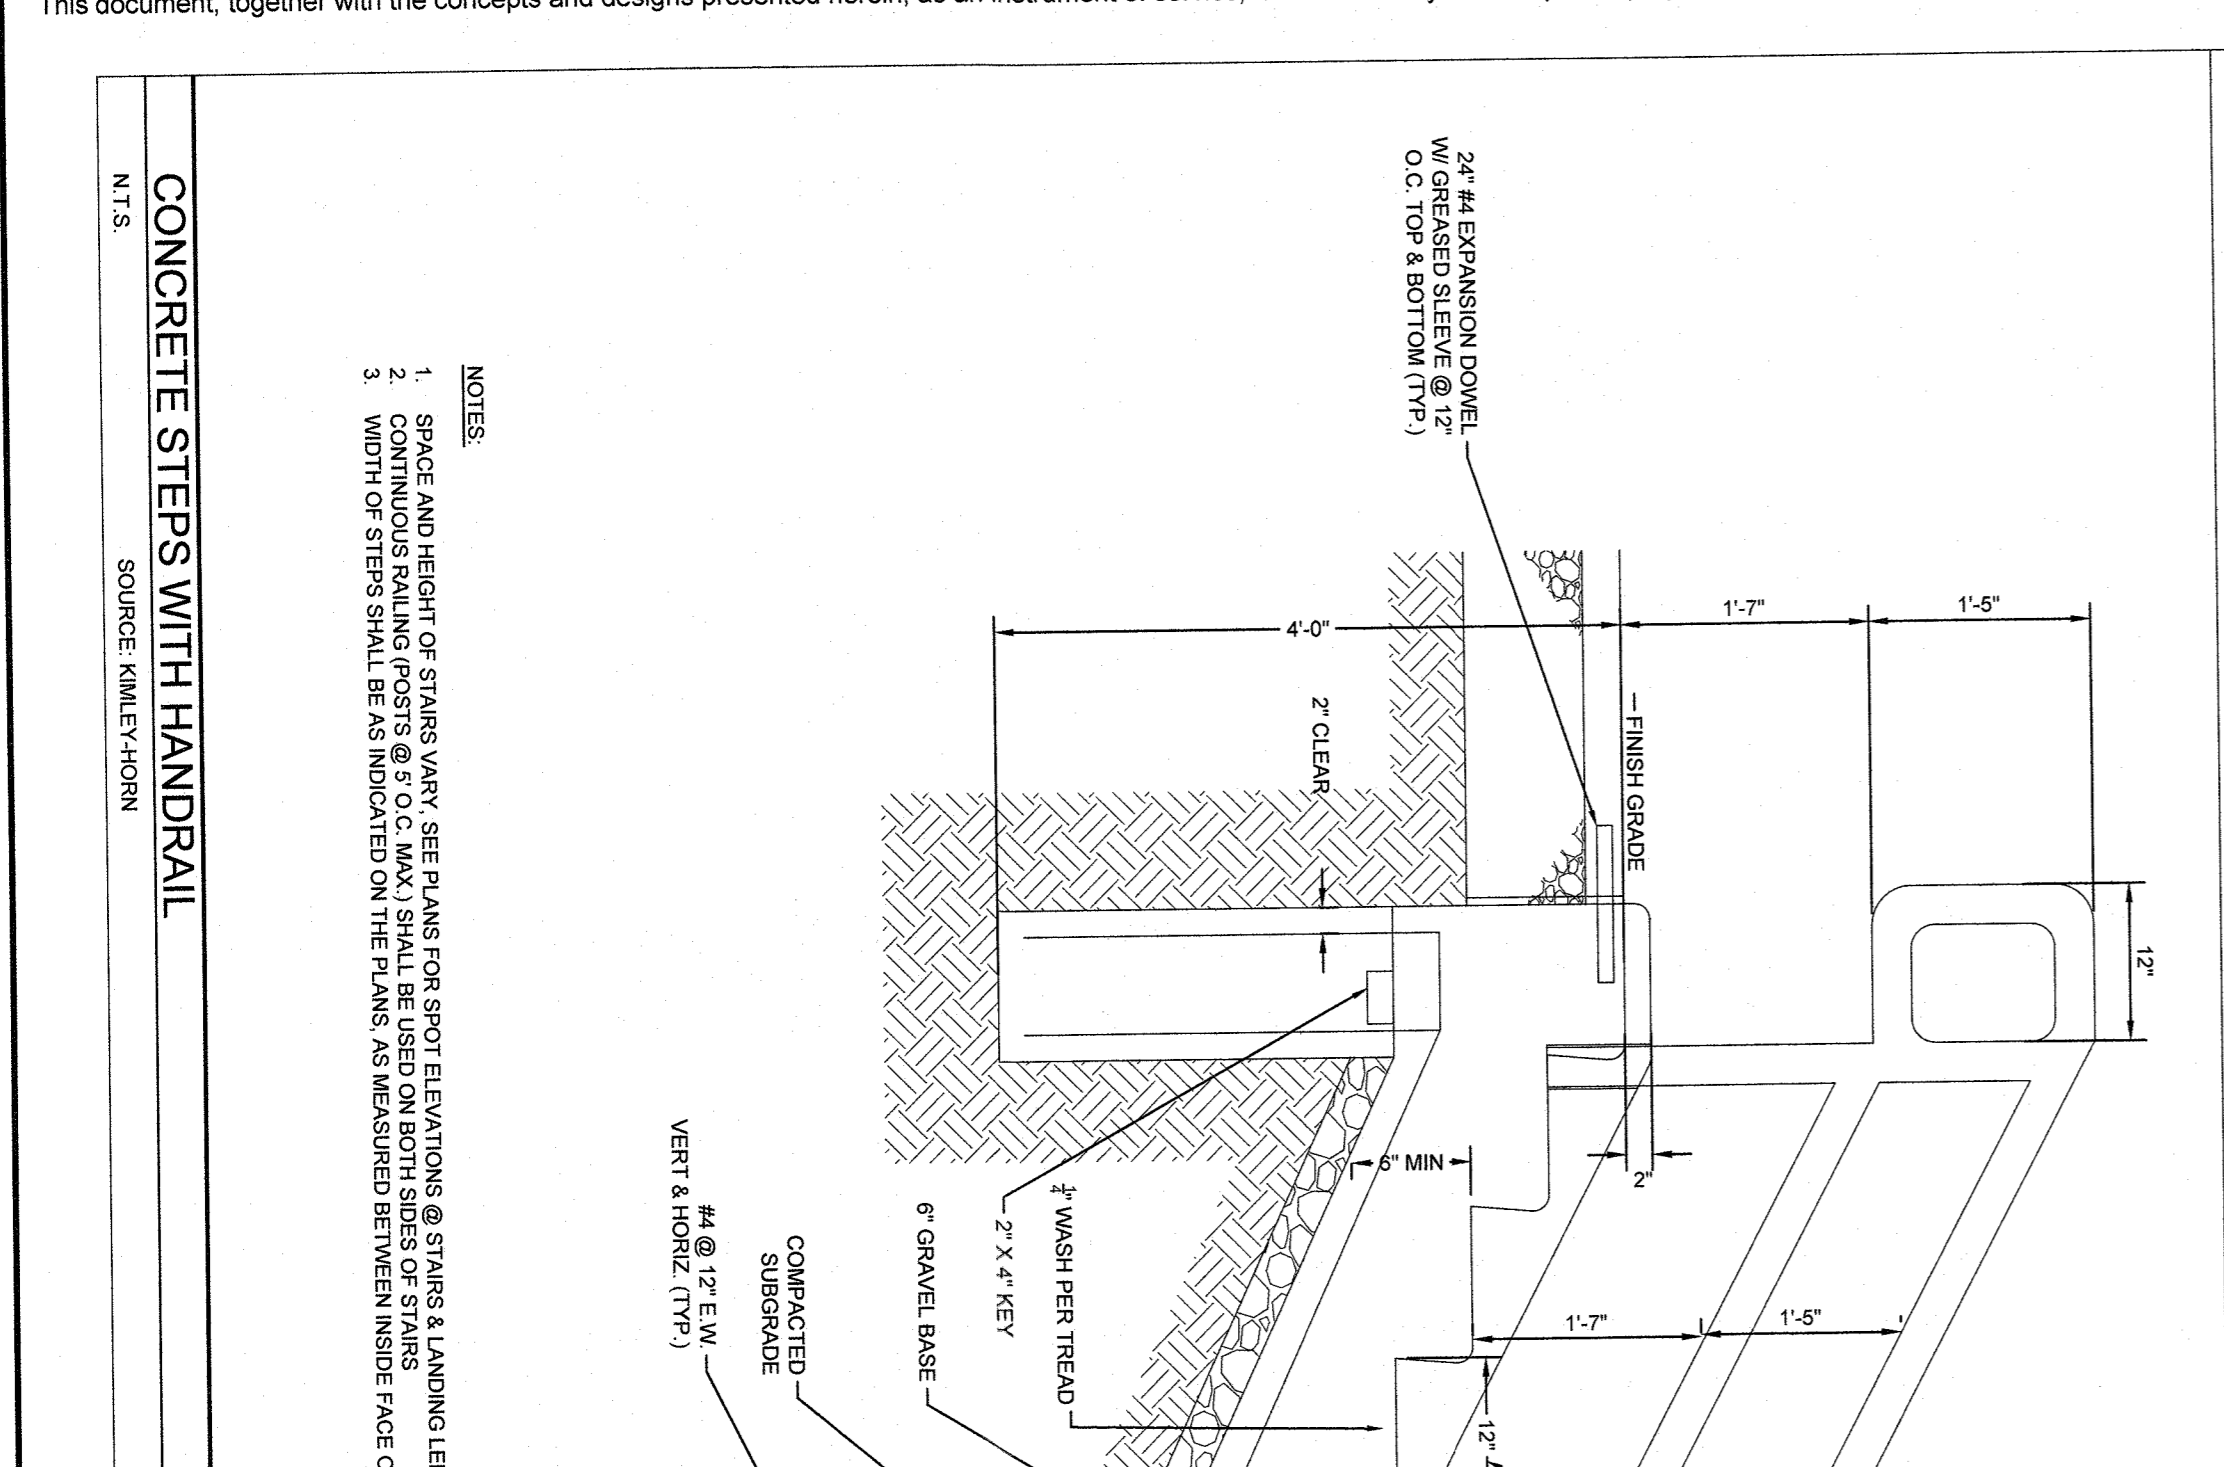 This document, together with the concepts and designs presented herein, as an instrument of service,
24" #4 EXPANSION DOWEL
W/ GREASED SLEEVE @ 12"
O.C. TOP & BOTTOM (TYP.)
1'-5"
1'-7"
4'-0"
FINISH GRADE
2" CLEAR
12"
2"
6" MIN
1'-5"
1'-7"
12"
1/4" WASH PER TREAD
2" X 4" KEY
6" GRAVEL BASE
COMPACTED
SUBGRADE
#4 @ 12" E.W.
VERT & HORIZ. (TYP.)
NOTES:
1. SPACE AND HEIGHT OF STAIRS VARY, SEE PLANS FOR SPOT ELEVATIONS @ STAIRS & LANDING
2. CONTINUOUS RAILING (POSTS @ 5' O.C. MAX.) SHALL BE USED ON BOTH SIDES OF STAIRS
3. WIDTH OF STEPS SHALL BE AS INDICATED ON THE PLANS, AS MEASURED BETWEEN INSIDE FACE
CONCRETE STEPS WITH HANDRAIL
N.T.S.
SOURCE: KIMLEY-HORN